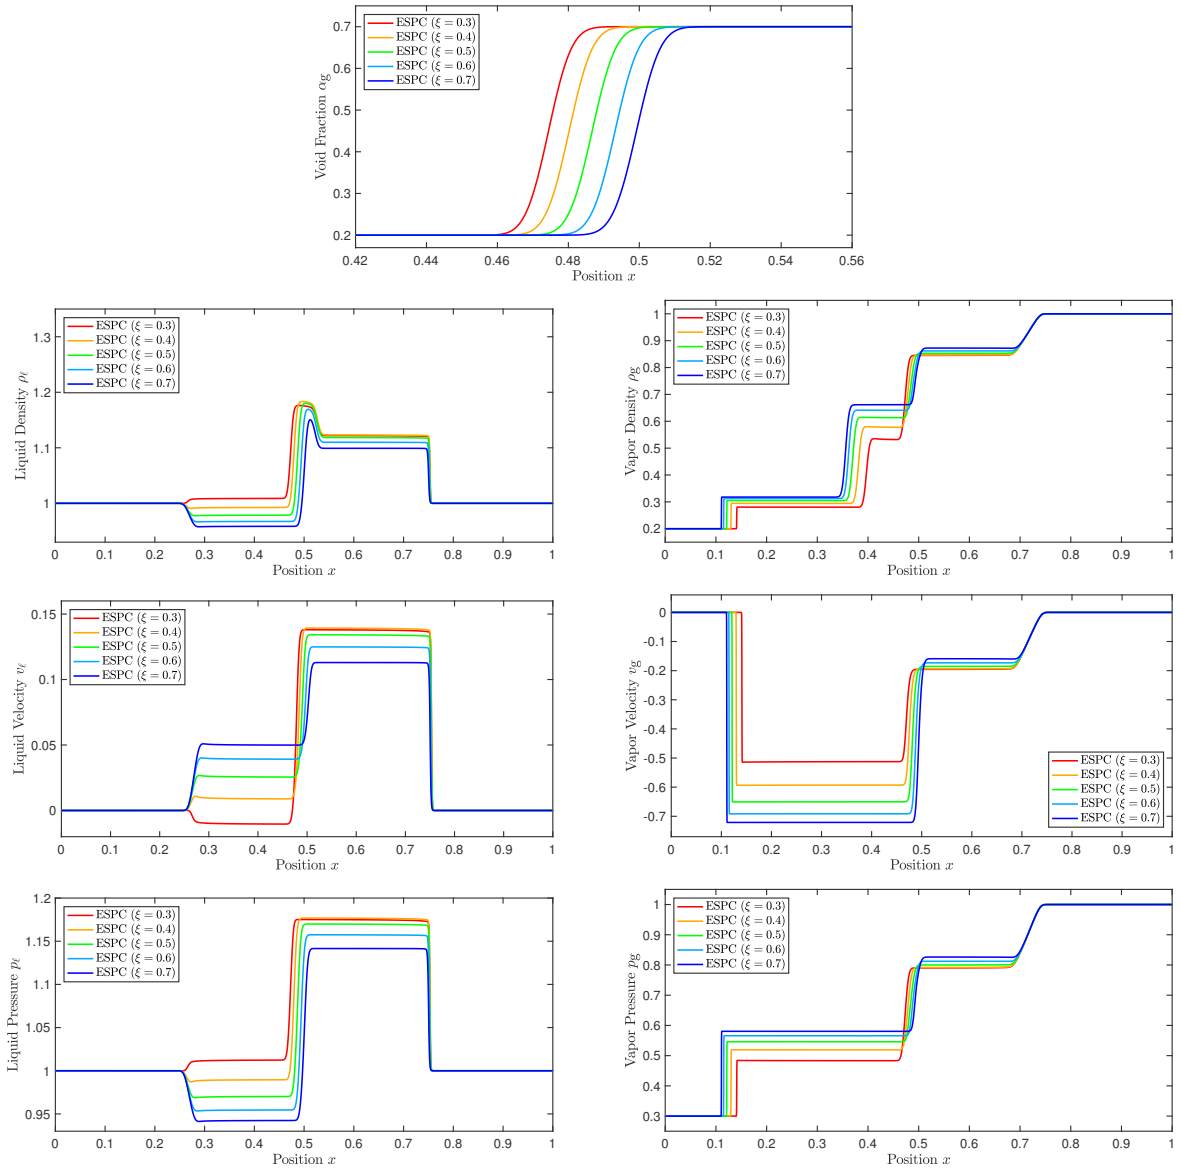 0.7
0.6
0.5
0.4
0.3
0.2
Void Fraction αg
ESPC (ξ = 0.3)
ESPC (ξ = 0.4)
ESPC (ξ = 0.5)
ESPC (ξ = 0.6)
ESPC (ξ = 0.7)
0.42 0.44 0.46 0.48 0.5 0.52 0.54 0.56
Position x
1.3
1.2
1.1
1
Liquid Density ρℓ
ESPC (ξ = 0.3)
ESPC (ξ = 0.4)
ESPC (ξ = 0.5)
ESPC (ξ = 0.6)
ESPC (ξ = 0.7)
0 0.1 0.2 0.3 0.4 0.5 0.6 0.7 0.8 0.9 1
Position x
1
0.9
0.8
0.7
0.6
0.5
0.4
0.3
0.2
Vapor Density ρg
ESPC (ξ = 0.3)
ESPC (ξ = 0.4)
ESPC (ξ = 0.5)
ESPC (ξ = 0.6)
ESPC (ξ = 0.7)
0 0.1 0.2 0.3 0.4 0.5 0.6 0.7 0.8 0.9 1
Position x
0.15
0.1
0.05
0
Liquid Velocity vℓ
ESPC (ξ = 0.3)
ESPC (ξ = 0.4)
ESPC (ξ = 0.5)
ESPC (ξ = 0.6)
ESPC (ξ = 0.7)
0 0.1 0.2 0.3 0.4 0.5 0.6 0.7 0.8 0.9 1
Position x
0
-0.1
-0.2
-0.3
-0.4
-0.5
-0.6
-0.7
Vapor Velocity vg
ESPC (ξ = 0.3)
ESPC (ξ = 0.4)
ESPC (ξ = 0.5)
ESPC (ξ = 0.6)
ESPC (ξ = 0.7)
0 0.1 0.2 0.3 0.4 0.5 0.6 0.7 0.8 0.9 1
Position x
1.2
1.15
1.1
1.05
1
0.95
Liquid Pressure pℓ
ESPC (ξ = 0.3)
ESPC (ξ = 0.4)
ESPC (ξ = 0.5)
ESPC (ξ = 0.6)
ESPC (ξ = 0.7)
0 0.1 0.2 0.3 0.4 0.5 0.6 0.7 0.8 0.9 1
Position x
1
0.9
0.8
0.7
0.6
0.5
0.4
0.3
Vapor Pressure pg
ESPC (ξ = 0.3)
ESPC (ξ = 0.4)
ESPC (ξ = 0.5)
ESPC (ξ = 0.6)
ESPC (ξ = 0.7)
0 0.1 0.2 0.3 0.4 0.5 0.6 0.7 0.8 0.9 1
Position x